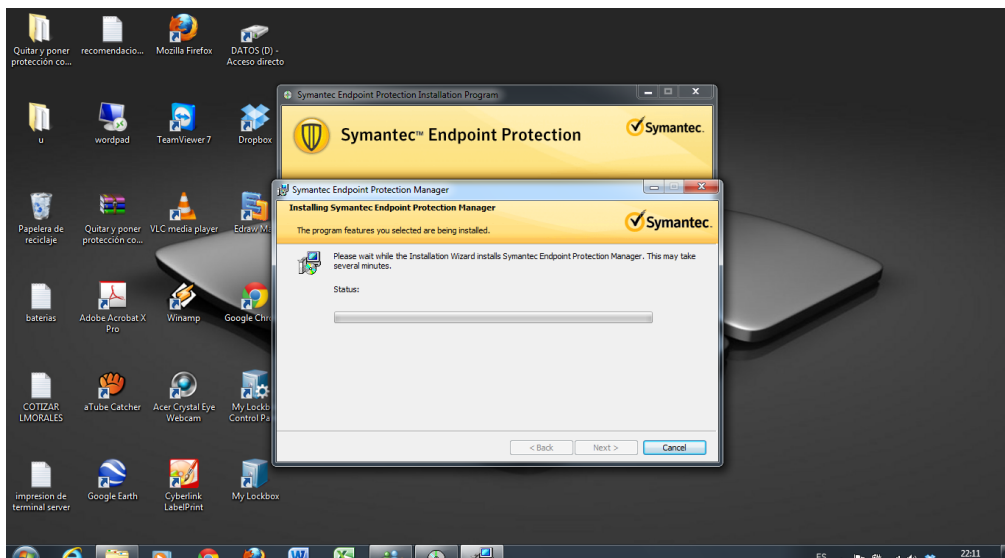 Quitar y poner
protección co...
recomendacio...
Mozilla Firefox
DATOS (D) -
Acceso directo
u
wordpad
TeamViewer 7
Dropbox
Papelera de
reciclaje
Quitar y poner
protección co...
VLC media player
Edraw
baterias
Adobe Acrobat X
Pro
Winamp
Google
COTIZAR
LMORALES
aTube Catcher
Acer Crystal Eye
Webcam
My
Control
impresion de
terminal server
Google Earth
Cyberlink
LabelPrint
My Lockbox
Symantec Endpoint Protection Installation Program
Symantec™ Endpoint Protection
Symantec.
Symantec Endpoint Protection Manager
Installing Symantec Endpoint Protection Manager
The program features you selected are being installed.
Symantec.
Please wait while the Installation Wizard installs Symantec Endpoint Protection Manager. This may take
several minutes.
Status:
< Back
Next >
Cancel
ES
22:11